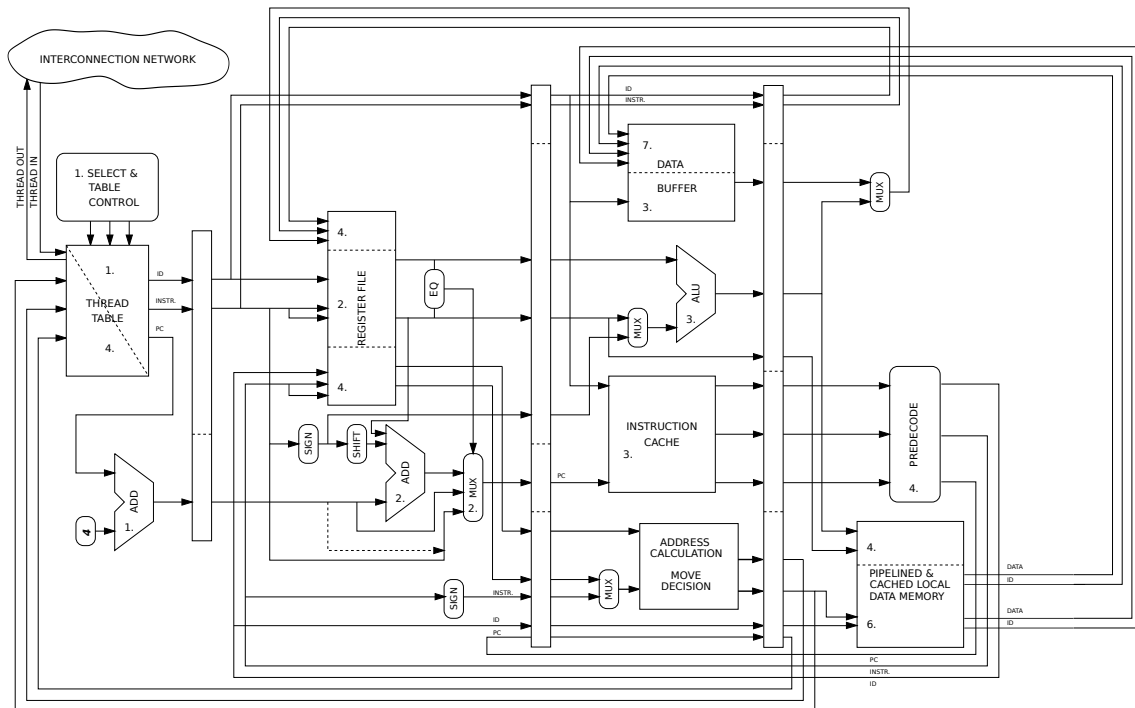 INTERCONNECTION NETWORK
THREAD OUT
THREAD IN
1. SELECT &
TABLE
CONTROL
1.
THREAD
TABLE
4.
ID
INSTR.
PC
4
ADD
1.
4.
2.
REGISTER FILE
4.
EQ
SIGN
SHIFT
ADD
2.
MUX
2.
SIGN
INSTR.
ID
PC
ID
INSTR.
7.
DATA
BUFFER
3.
MUX
ALU
3.
MUX
INSTRUCTION
CACHE
3.
PC
ADDRESS
CALCULATION
MOVE
DECISION
MUX
PREDECODE
4.
4.
PIPELINED &
CACHED LOCAL
DATA MEMORY
6.
DATA
ID
DATA
ID
PC
INSTR.
ID